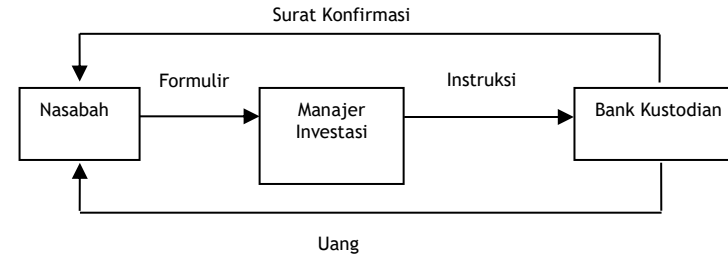 Surat Konfirmasi
Formulir
Instruksi
Nasabah
Manajer
Investasi
Bank Kustodian
Uang